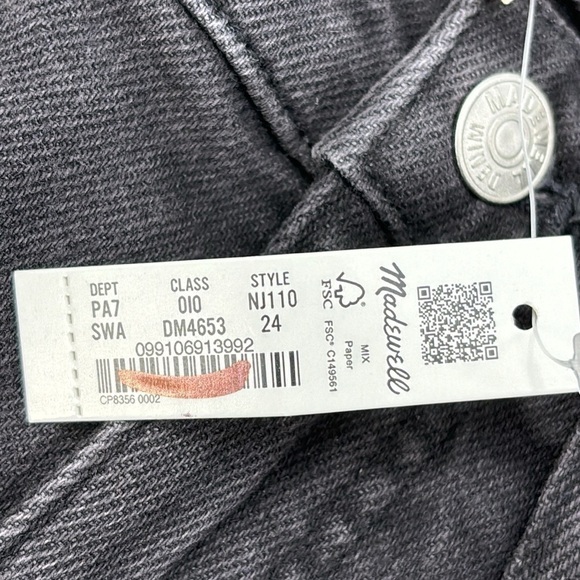 DEPT CLASS STYLE
PA7 OIO NJ110
SWA DM4653 24
099106913992
CP8356 0002
FSC
FSC® C149561
MIX
Paper
Madewell
MADEWELL DENIM